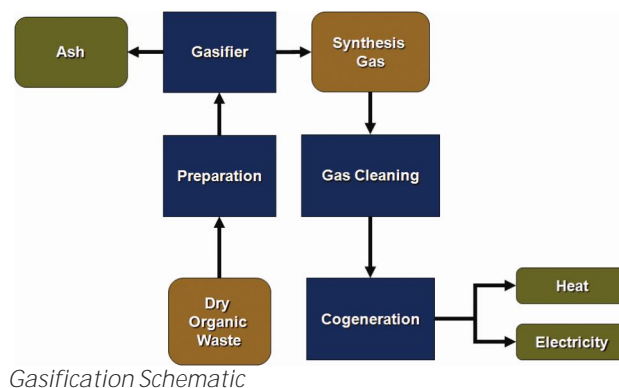 Ash
Gasifier
Synthesis
Gas
Preparation
Gas Cleaning
Dry
Organic
Waste
Cogeneration
Heat
Electricity
Gasification Schematic